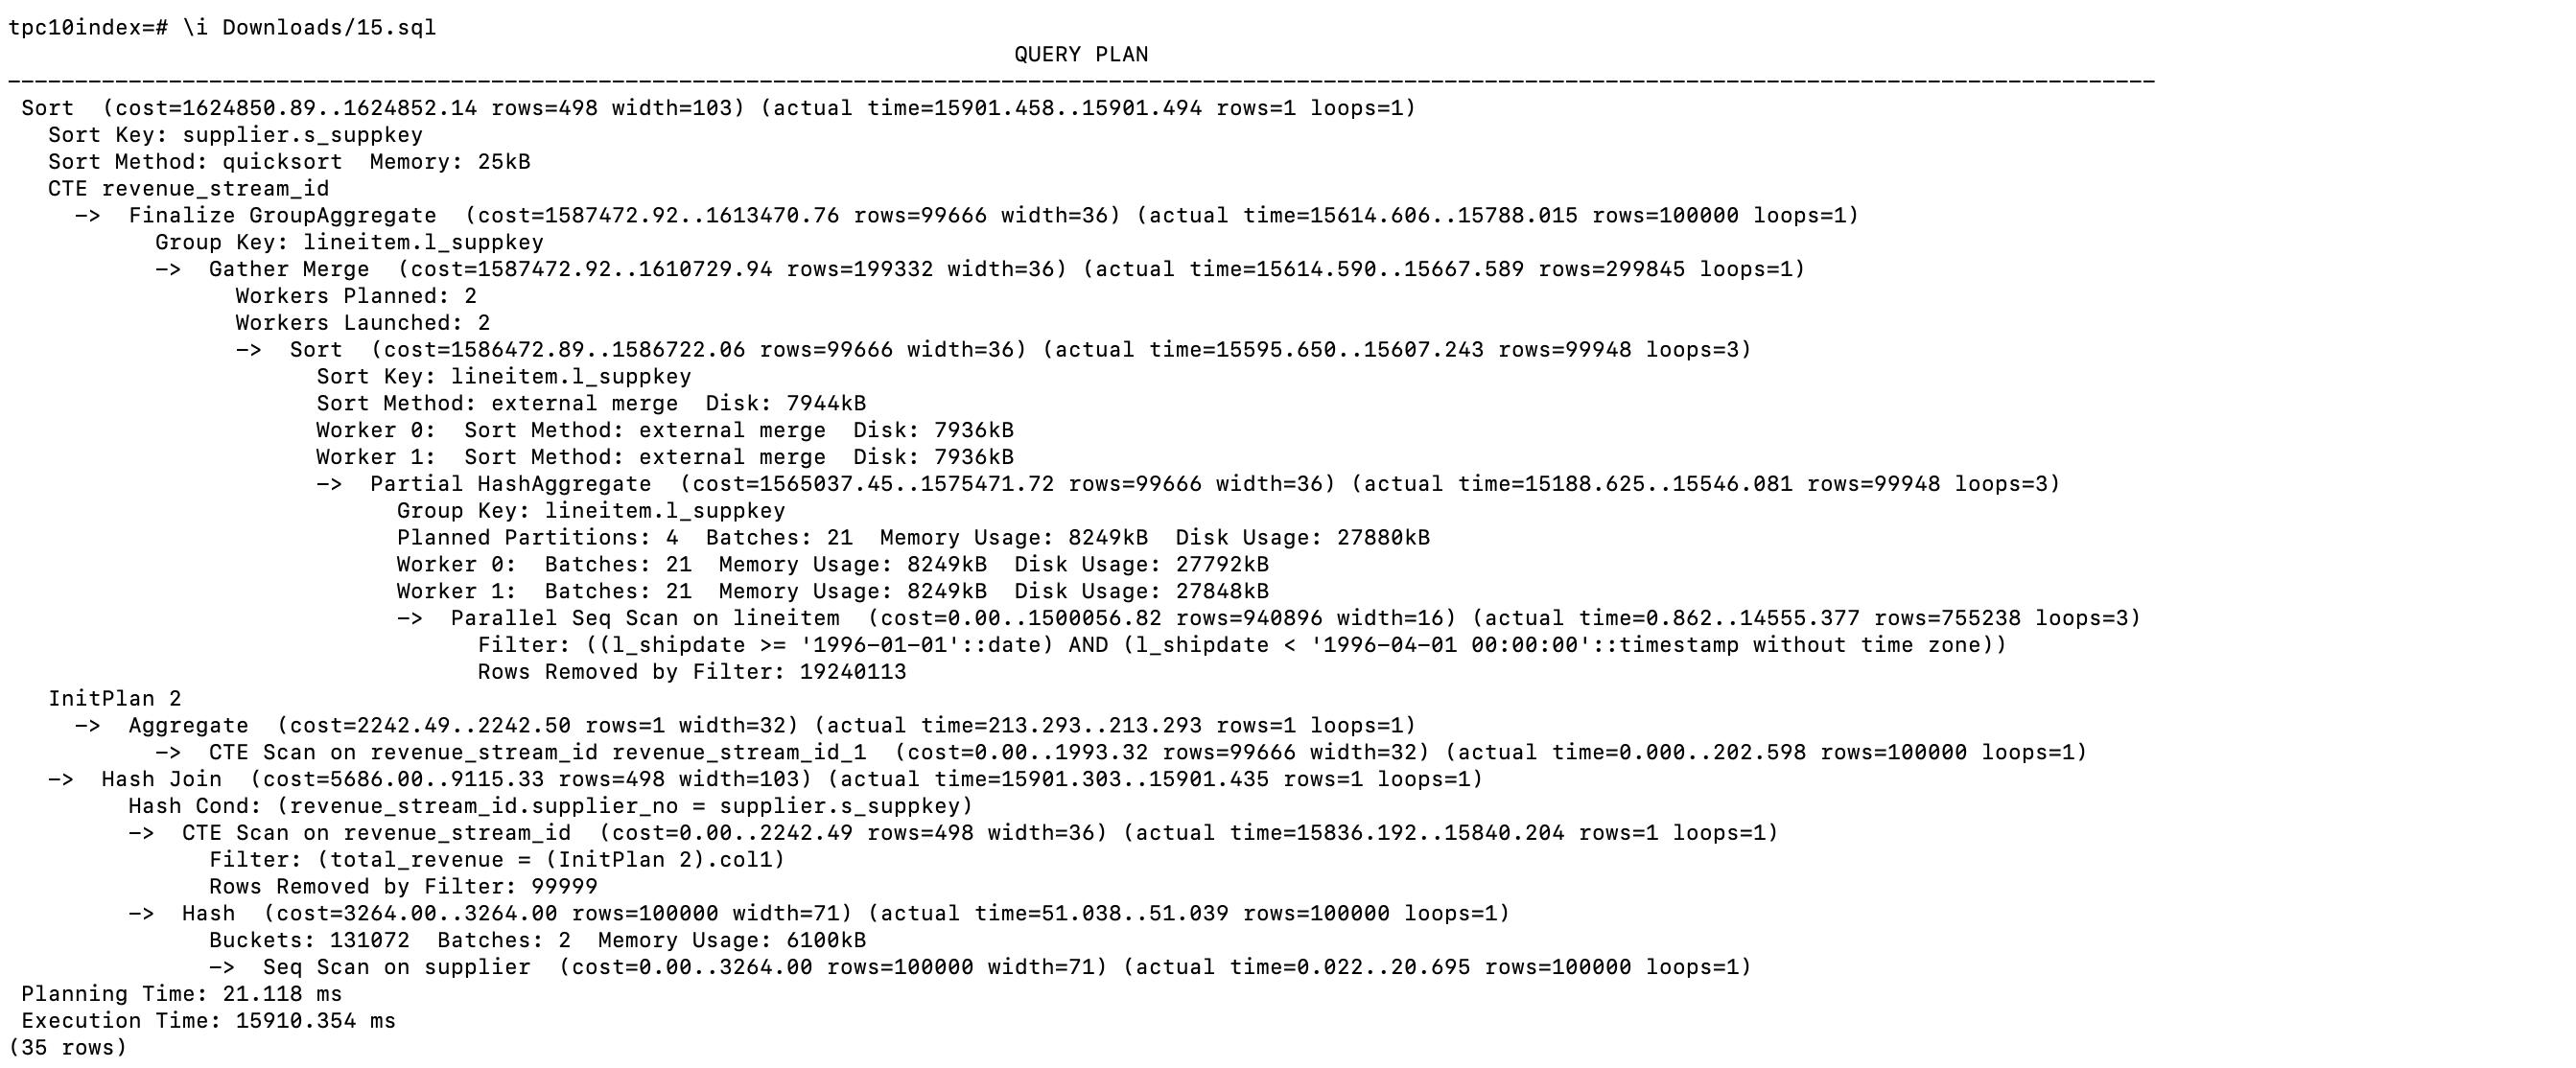 tpc10index=# \i Downloads/15.sql
QUERY PLAN
----------------------------------------------------------------------------------------------------------------------------------------------------------------
Sort  (cost=1624850.89..1624852.14 rows=498 width=103) (actual time=15901.458..15901.494 rows=1 loops=1)
Sort Key: supplier.s_suppkey
Sort Method: quicksort  Memory: 25kB
CTE revenue_stream_id
->  Finalize GroupAggregate  (cost=1587472.92..1613470.76 rows=99666 width=36) (actual time=15614.606..15788.015 rows=100000 loops=1)
Group Key: lineitem.l_suppkey
->  Gather Merge  (cost=1587472.92..1610729.94 rows=199332 width=36) (actual time=15614.590..15667.589 rows=299845 loops=1)
Workers Planned: 2
Workers Launched: 2
->  Sort  (cost=1586472.89..1586722.06 rows=99666 width=36) (actual time=15595.650..15607.243 rows=99948 loops=3)
Sort Key: lineitem.l_suppkey
Sort Method: external merge  Disk: 7944kB
Worker 0:  Sort Method: external merge  Disk: 7936kB
Worker 1:  Sort Method: external merge  Disk: 7936kB
->  Partial HashAggregate  (cost=1565037.45..1575471.72 rows=99666 width=36) (actual time=15188.625..15546.081 rows=99948 loops=3)
Group Key: lineitem.l_suppkey
Planned Partitions: 4  Batches: 21  Memory Usage: 8249kB  Disk Usage: 27880kB
Worker 0:  Batches: 21  Memory Usage: 8249kB  Disk Usage: 27792kB
Worker 1:  Batches: 21  Memory Usage: 8249kB  Disk Usage: 27848kB
->  Parallel Seq Scan on lineitem  (cost=0.00..1500056.82 rows=940896 width=16) (actual time=0.862..14555.377 rows=755238 loops=3)
Filter: ((l_shipdate >= '1996-01-01'::date) AND (l_shipdate < '1996-04-01 00:00:00'::timestamp without time zone))
Rows Removed by Filter: 19240113
InitPlan 2
->  Aggregate  (cost=2242.49..2242.50 rows=1 width=32) (actual time=213.293..213.293 rows=1 loops=1)
->  CTE Scan on revenue_stream_id revenue_stream_id_1  (cost=0.00..1993.32 rows=99666 width=32) (actual time=0.000..202.598 rows=100000 loops=1)
->  Hash Join  (cost=5686.00..9115.33 rows=498 width=103) (actual time=15901.303..15901.435 rows=1 loops=1)
Hash Cond: (revenue_stream_id.supplier_no = supplier.s_suppkey)
->  CTE Scan on revenue_stream_id  (cost=0.00..2242.49 rows=498 width=36) (actual time=15836.192..15840.204 rows=1 loops=1)
Filter: (total_revenue = (InitPlan 2).col1)
Rows Removed by Filter: 99999
->  Hash  (cost=3264.00..3264.00 rows=100000 width=71) (actual time=51.038..51.039 rows=100000 loops=1)
Buckets: 131072  Batches: 2  Memory Usage: 6100kB
->  Seq Scan on supplier  (cost=0.00..3264.00 rows=100000 width=71) (actual time=0.022..20.695 rows=100000 loops=1)
Planning Time: 21.118 ms
Execution Time: 15910.354 ms
(35 rows)